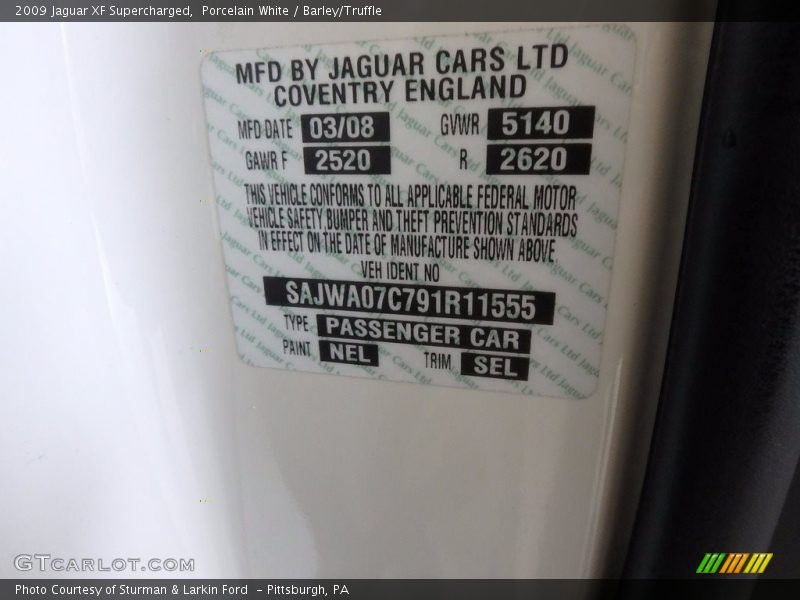 2009 Jaguar XF Supercharged,  Porcelain White / Barley/Truffle
MFD BY JAGUAR CARS LTD
COVENTRY ENGLAND
MFD DATE 03/08 GVWR 5140
GAWR F 2520 R 2620
THIS VEHICLE CONFORMS TO ALL APPLICABLE FEDERAL MOTOR
VEHICLE SAFETY BUMPER AND THEFT PREVENTION STANDARDS
IN EFFECT ON THE DATE OF MANUFACTURE SHOWN ABOVE.
VEH IDENT NO
SAJWA07C791R11555
TYPE PASSENGER CAR
PAINT NEL TRIM SEL
GTCARLOT.COM
Photo Courtesy of Sturman & Larkin Ford  - Pittsburgh, PA